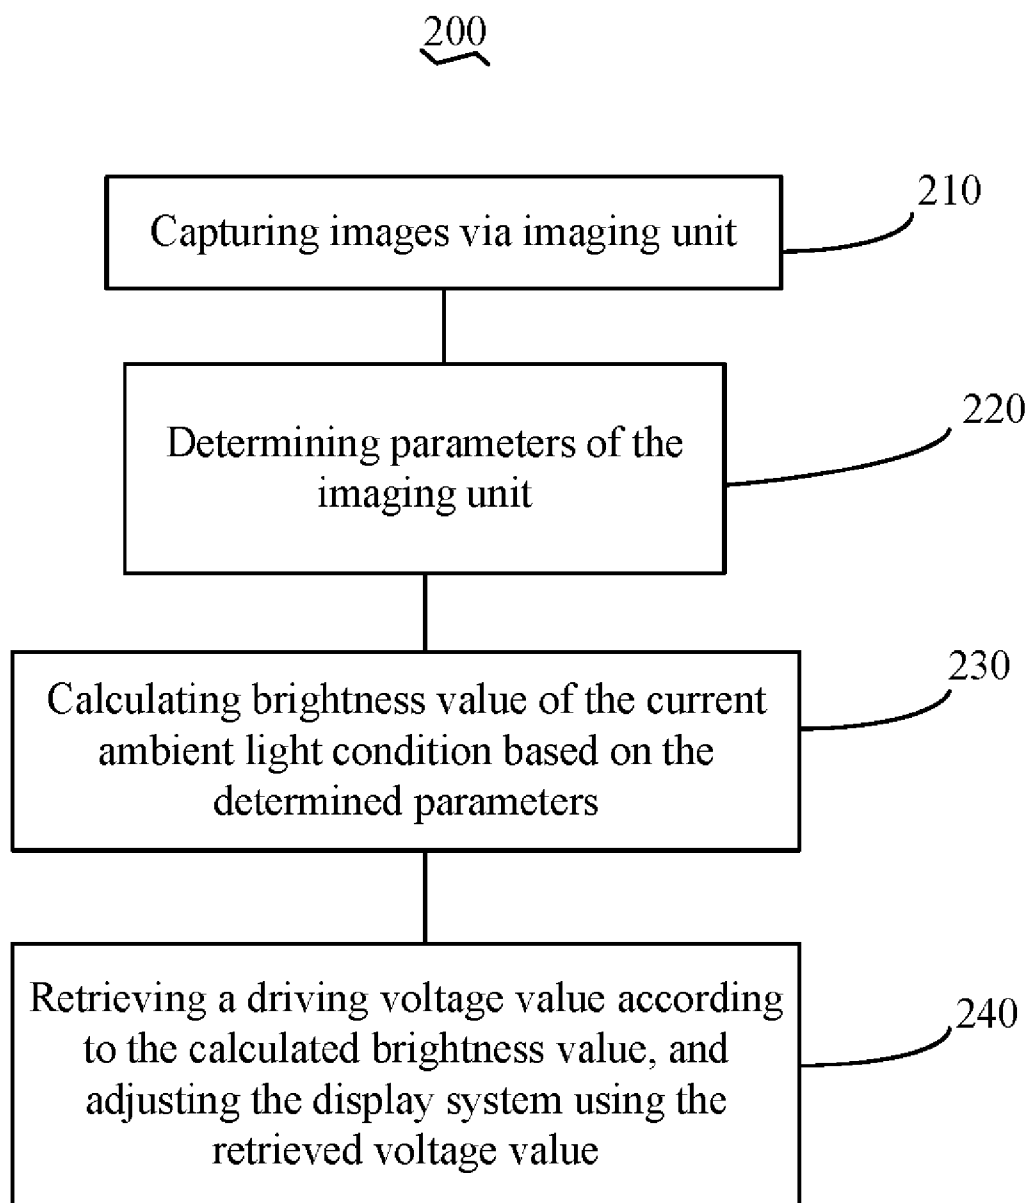 200
Capturing images via imaging unit
210
Determining parameters of the
imaging unit
220
Calculating brightness value of the current
ambient light condition based on the
determined parameters
230
Retrieving a driving voltage value according
to the calculated brightness value, and
adjusting the display system using the
retrieved voltage value
240